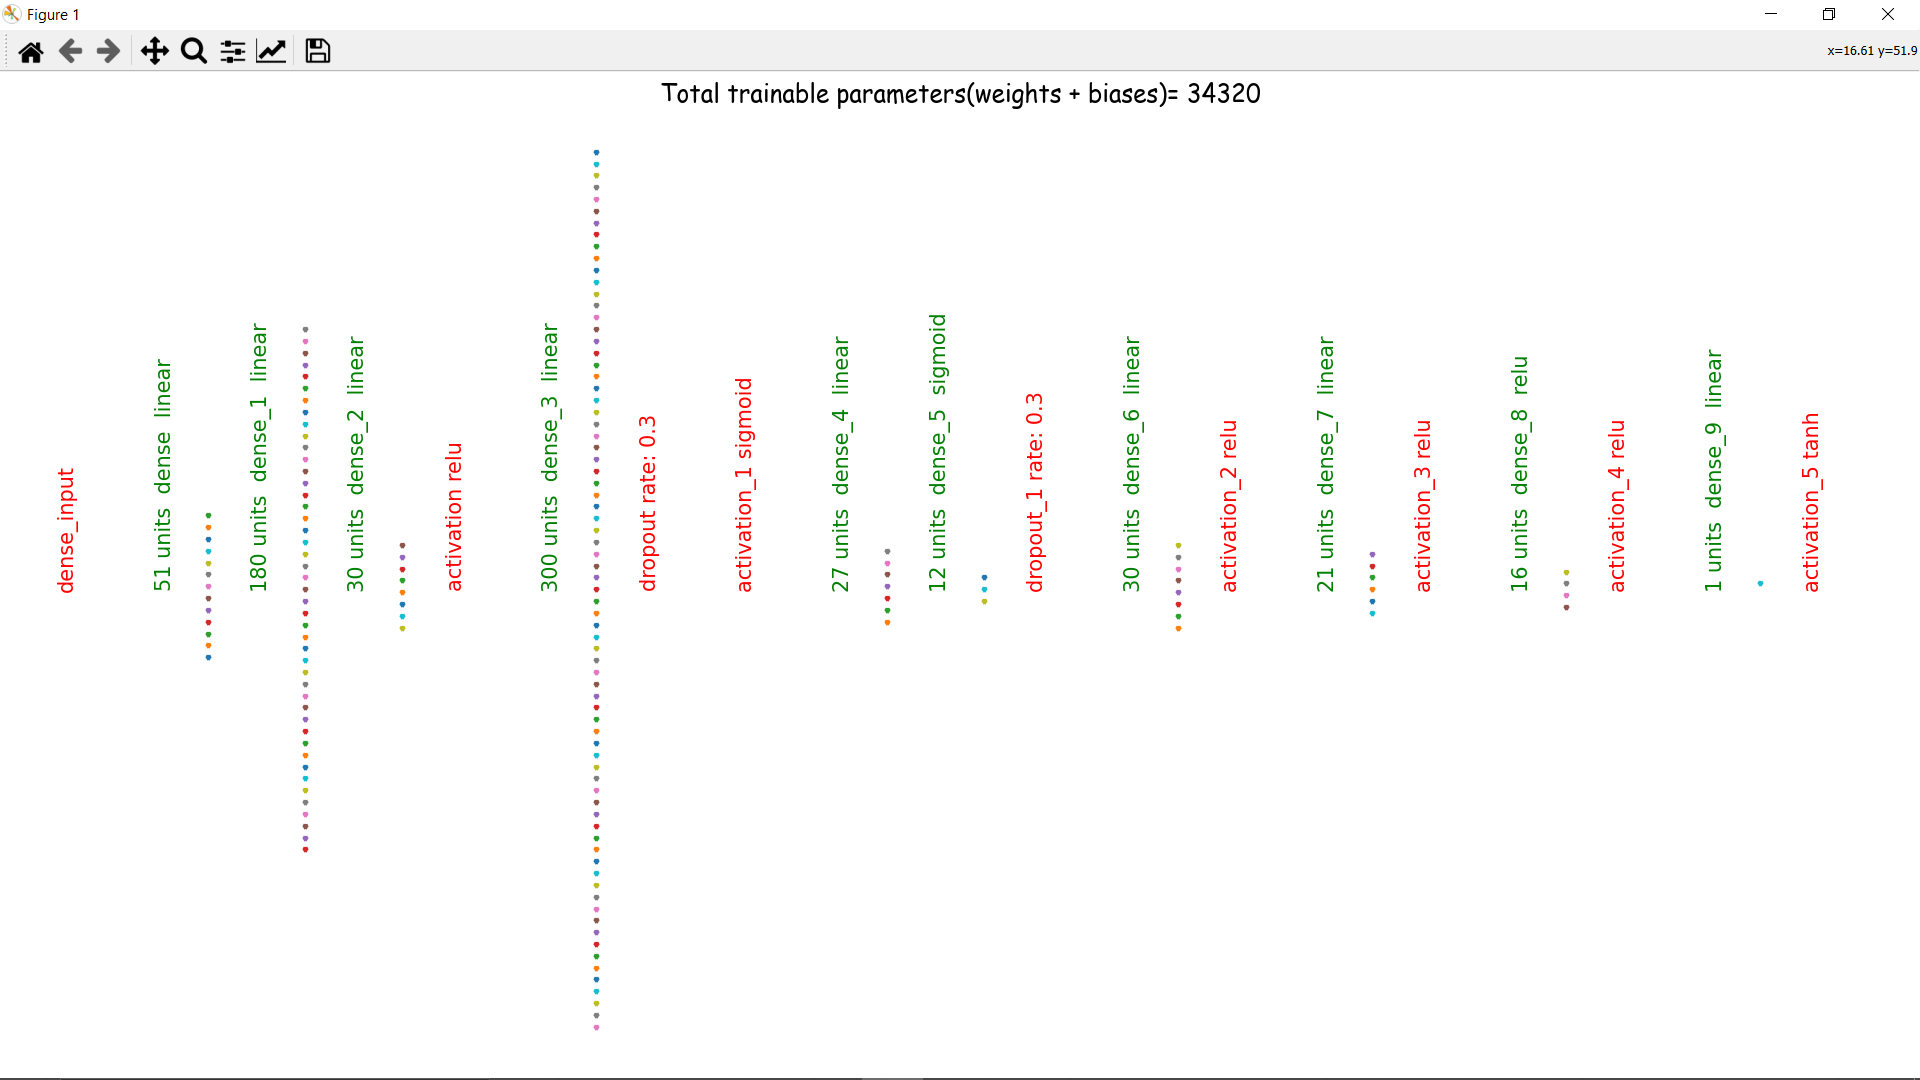 Figure 1
x=16.61 y=51.9
Total trainable parameters(weights + biases)= 34320
dense_input
51 units  dense  linear
180 units  dense_1  linear
30 units  dense_2  linear
activation relu
300 units  dense_3  linear
dropout rate: 0.3
activation_1 sigmoid
27 units  dense_4  linear
12 units  dense_5  sigmoid
dropout_1 rate: 0.3
30 units  dense_6  linear
activation_2 relu
21 units  dense_7  linear
activation_3 relu
16 units  dense_8  relu
activation_4 relu
1 units  dense_9  linear
activation_5 tanh